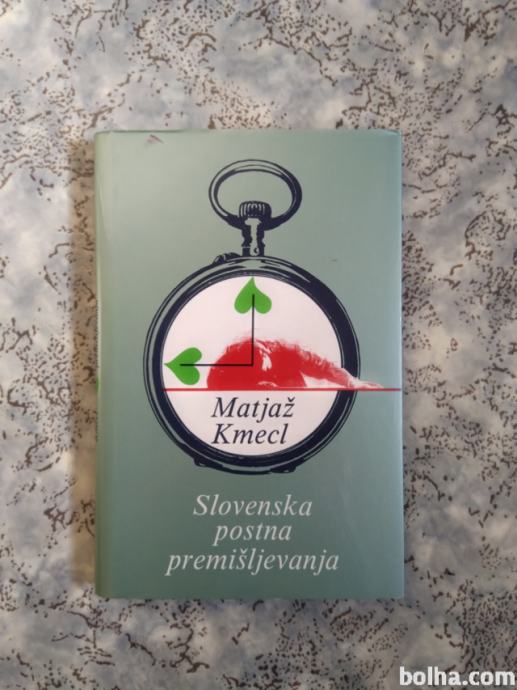 Matjaž
Kmecl
Slovenska
postna
premišljevanja
bolha.com